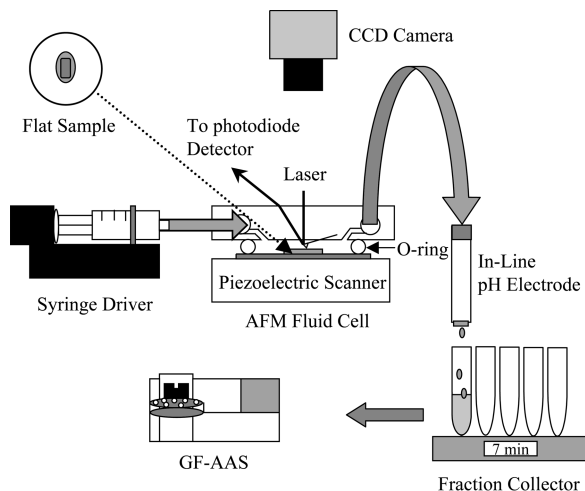 CCD Camera
Flat Sample
To photodiode
Detector
Laser
O-ring
In-Line
pH Electrode
Piezoelectric Scanner
Syringe Driver
AFM Fluid Cell
7 min
GF-AAS
Fraction Collector